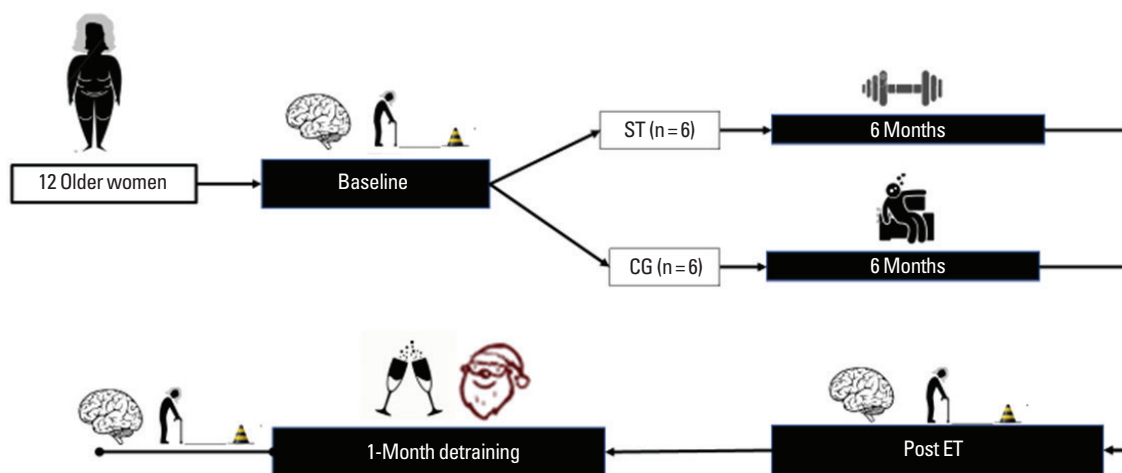 12 Older women
Baseline
ST (n = 6)
6 Months
CG (n = 6)
6 Months
1-Month detraining
Post ET